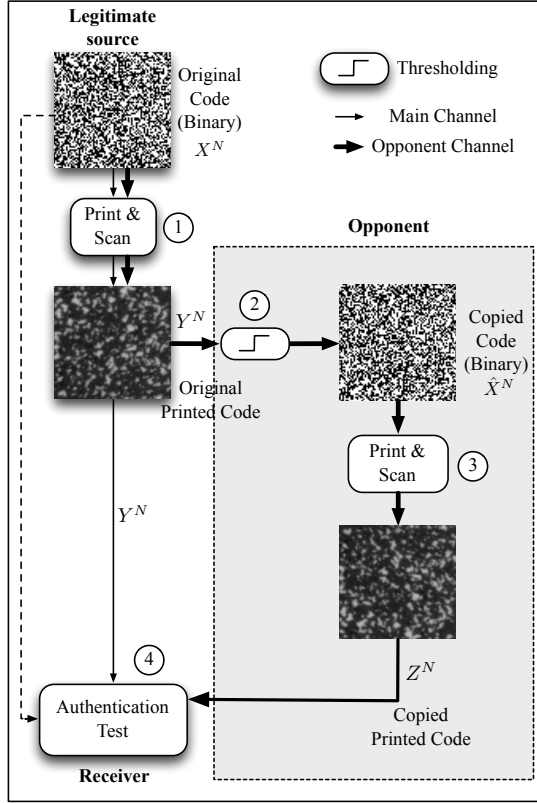 Legitimate
source
Original
Code
(Binary)
$X^N$
Thresholding
Main Channel
Opponent Channel
Print &
Scan
1
Opponent
2
$Y^N$
Original
Printed Code
Copied
Code
(Binary)
$\hat{X}^N$
Print &
Scan
3
$Y^N$
4
$Z^N$
Authentication
Test
Copied
Printed Code
Receiver